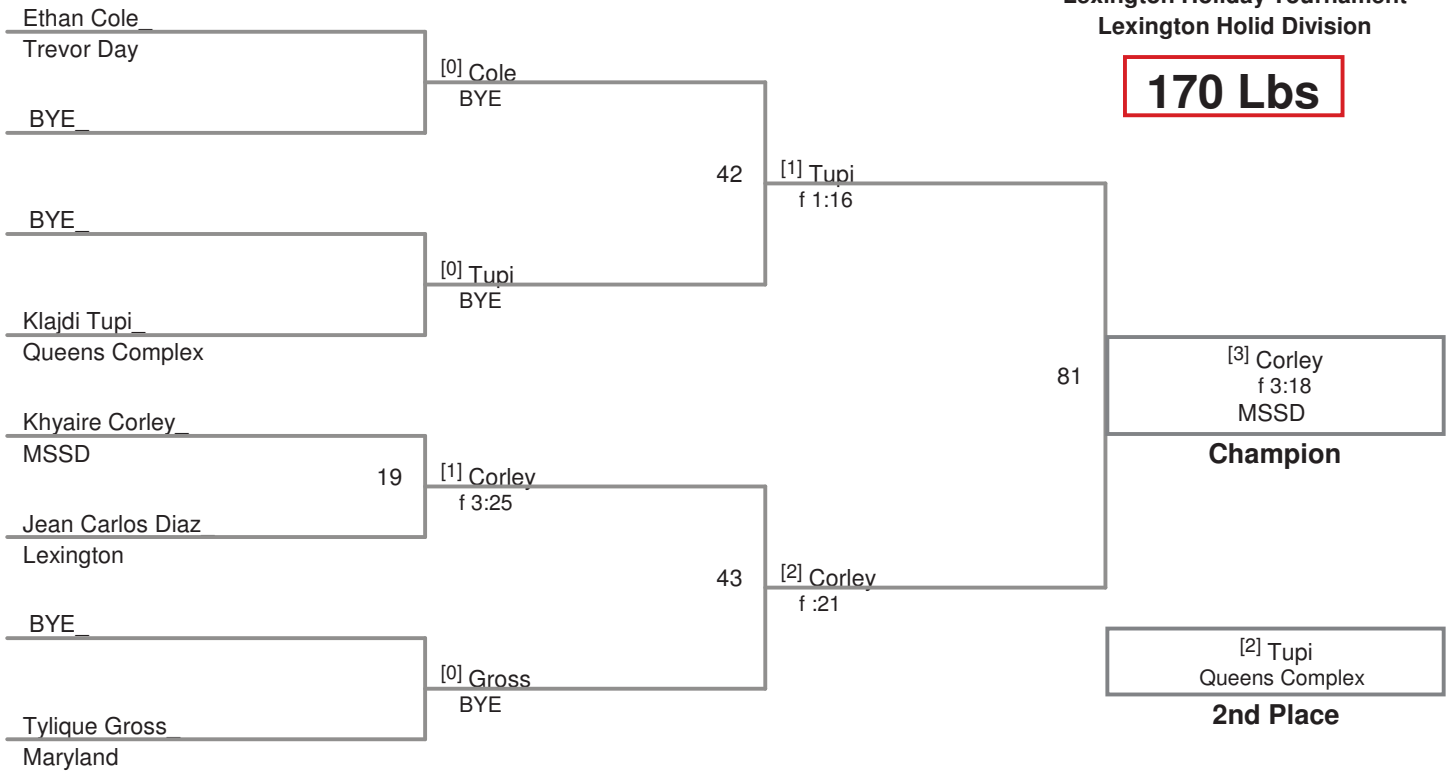 Lexington Holiday Tournament
Lexington Holid Division
170 Lbs
Ethan Cole_
Trevor Day
[0] Cole
BYE
BYE_
42
[1] Tupi
f 1:16
BYE_
[0] Tupi
BYE
Klajdi Tupi_
Queens Complex
81
[3] Corley
f 3:18
MSSD
Champion
Khyaire Corley_
MSSD
19
[1] Corley
f 3:25
Jean Carlos Diaz_
Lexington
43
[2] Corley
f :21
BYE_
[0] Gross
BYE
Tylique Gross_
Maryland
[2] Tupi
Queens Complex
2nd Place